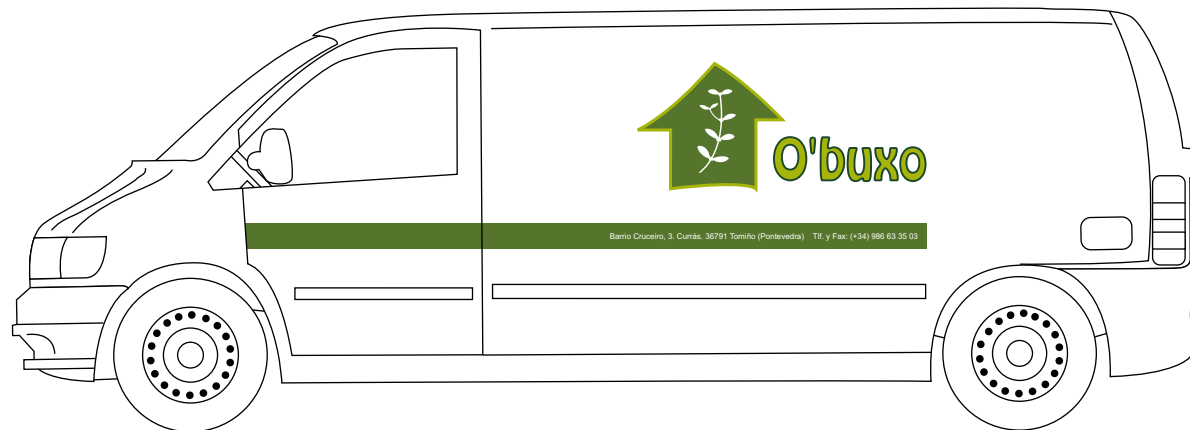 O'buxo
Barrio Cruceiro, 3. Currás. 36791 Tomiño (Pontevedra) Tlf. y Fax: (+34) 986 63 35 03